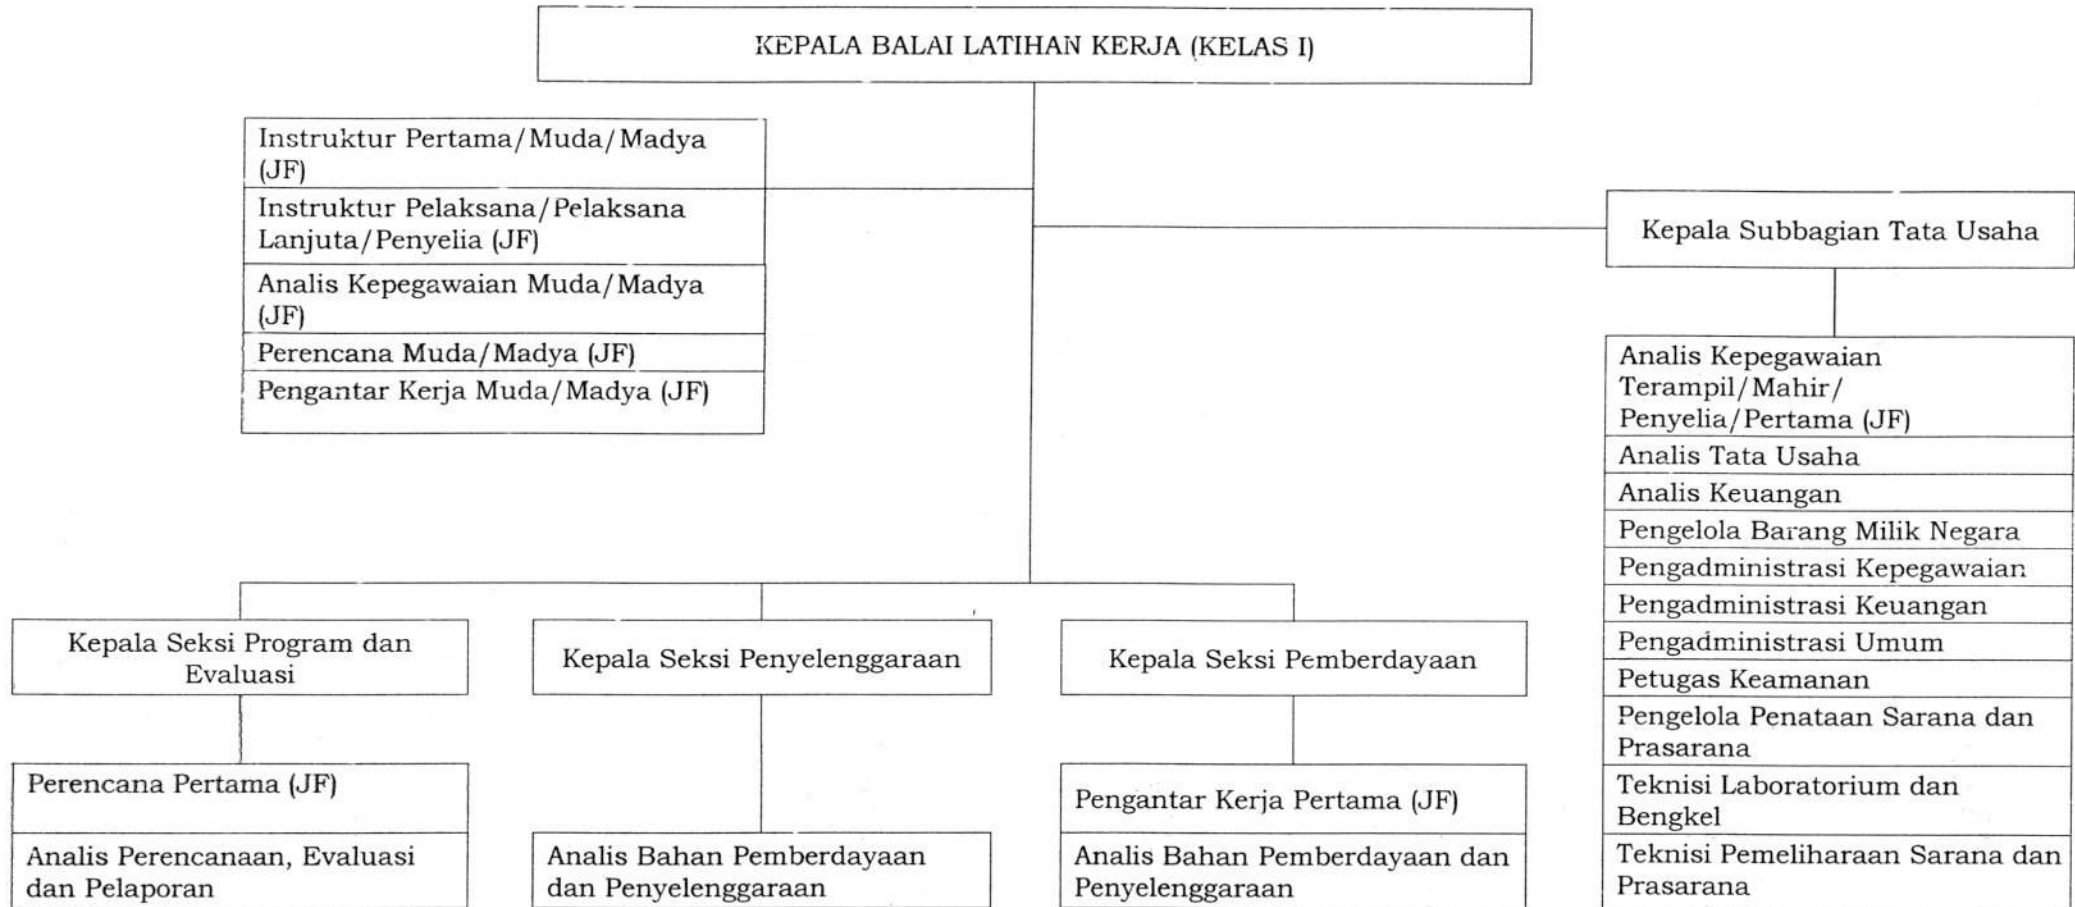 KEPALA BALAI LATIHAN KERJA (KELAS I)
Instruktur Pertama/Muda/Madya
(JF)
Instruktur Pelaksana/Pelaksana
Lanjuta/Penyelia (JF)
Analis Kepegawaian Muda/Madya
(JF)
Perencana Muda/Madya (JF)
Pengantar Kerja Muda/Madya (JF)
Kepala Subbagian Tata Usaha
Analis Kepegawaian
Terampil/Mahir/
Penyelia/Pertama (JF)
Analis Tata Usaha
Analis Keuangan
Pengelola Barang Milik Negara
Pengadministrasi Kepegawaian
Pengadministrasi Keuangan
Pengadministrasi Umum
Petugas Keamanan
Pengelola Penataan Sarana dan
Prasarana
Teknisi Laboratorium dan
Bengkel
Teknisi Pemeliharaan Sarana dan
Prasarana
Kepala Seksi Program dan
Evaluasi
Perencana Pertama (JF)
Analis Perencanaan, Evaluasi
dan Pelaporan
Kepala Seksi Penyelenggaraan
Analis Bahan Pemberdayaan
dan Penyelenggaraan
Kepala Seksi Pemberdayaan
Pengantar Kerja Pertama (JF)
Analis Bahan Pemberdayaan dan
Penyelenggaraan